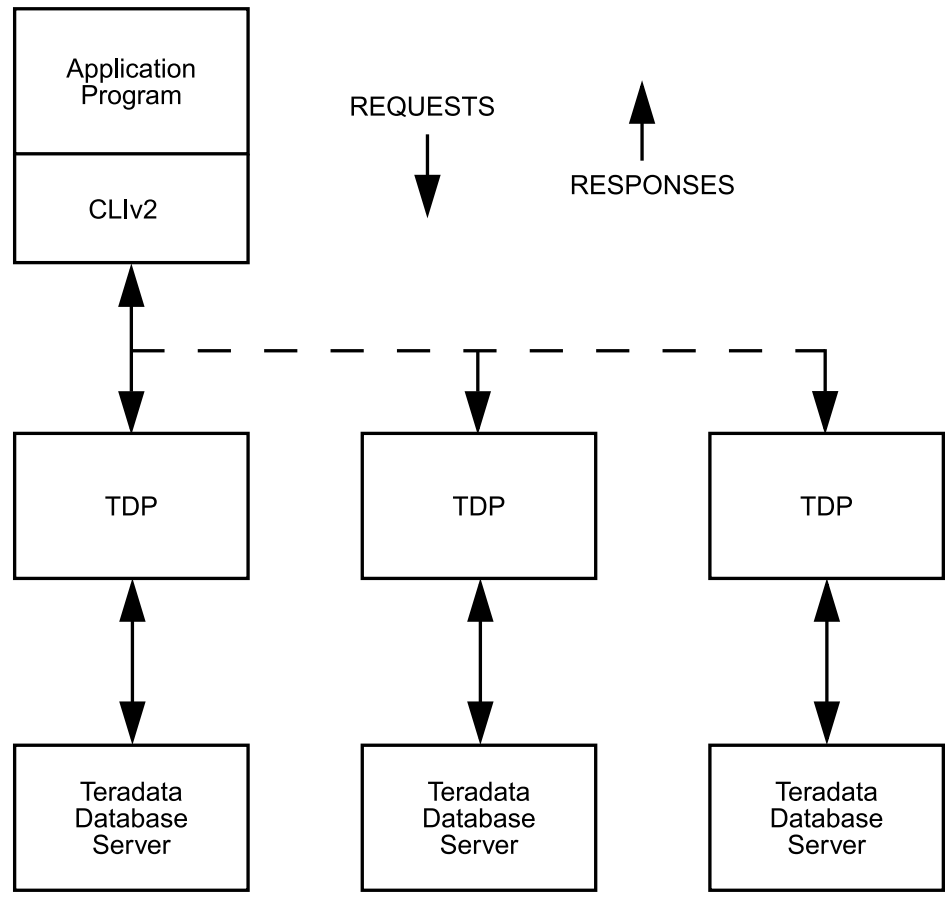 Application
Program
CLIv2
REQUESTS
RESPONSES
TDP
TDP
TDP
Teradata
Database
Server
Teradata
Database
Server
Teradata
Database
Server